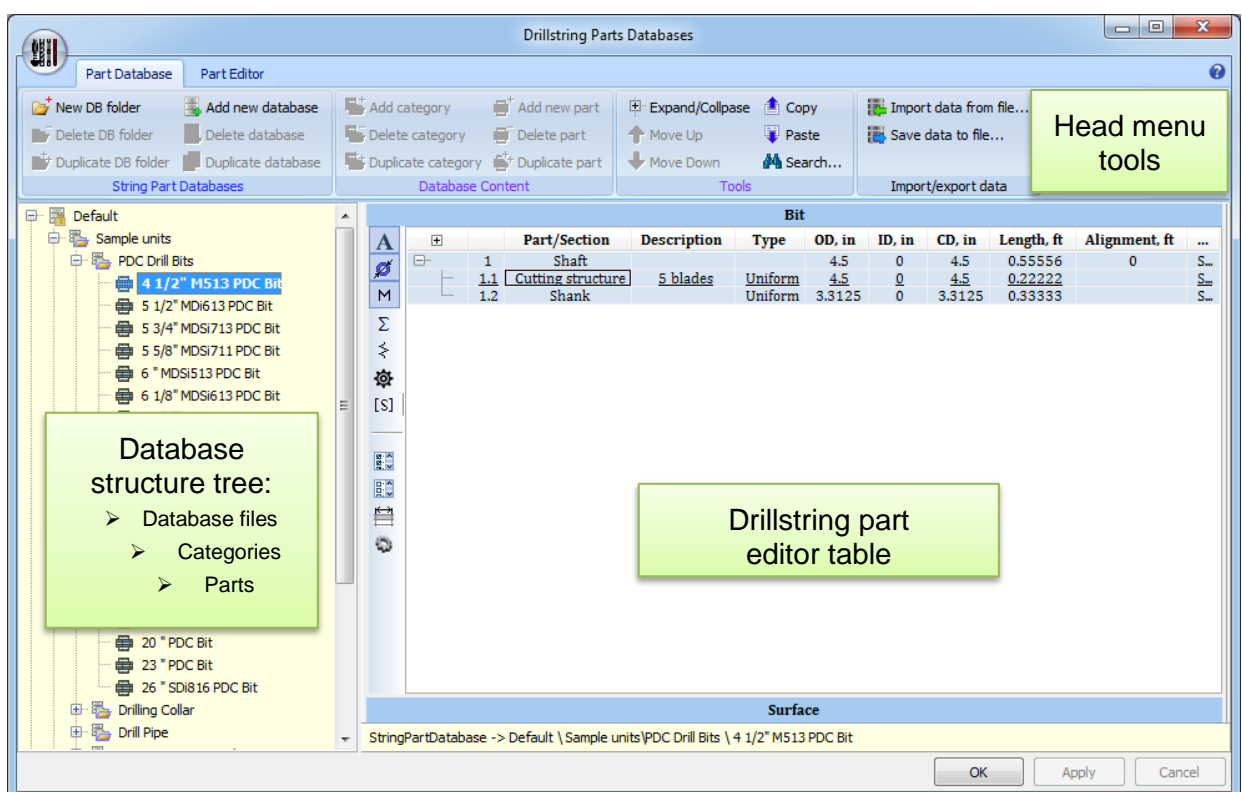 Drillstring Parts Databases
Part Database Part Editor
New DB folder Add new database Add category Add new part Expand/Collpase Copy Import data from file...
Delete DB folder Delete database Delete category Delete part Move Up Paste Save data to file...
Duplicate DB folder Duplicate database Duplicate category Duplicate part Move Down Search...
String Part Databases Database Content Tools Import/export data
Head menu
tools
Default
Sample units
PDC Drill Bits
4 1/2" M513 PDC Bit
5 1/2" MDi613 PDC Bit
5 3/4" MDSi713 PDC Bit
5 5/8" MDSi711 PDC Bit
6 " MDSi513 PDC Bit
6 1/8" MDSi613 PDC Bit
Database
structure tree:
➢ Database files
➢ Categories
➢ Parts
20 " PDC Bit
23 " PDC Bit
26 " SDi816 PDC Bit
Drilling Collar
Drill Pipe
Bit
A
M
Σ
[S]
Part/Section Description Type OD, in ID, in CD, in Length, ft Alignment, ft ...
1 Shaft 4.5 0 4.5 0.55556 0 S...
1.1 Cutting structure 5 blades Uniform 4.5 0 4.5 0.22222 S...
1.2 Shank Uniform 3.3125 0 3.3125 0.33333 S...
Drillstring part
editor table
Surface
StringPartDatabase -> Default \ Sample units\PDC Drill Bits \ 4 1/2" M513 PDC Bit
OK Apply Cancel